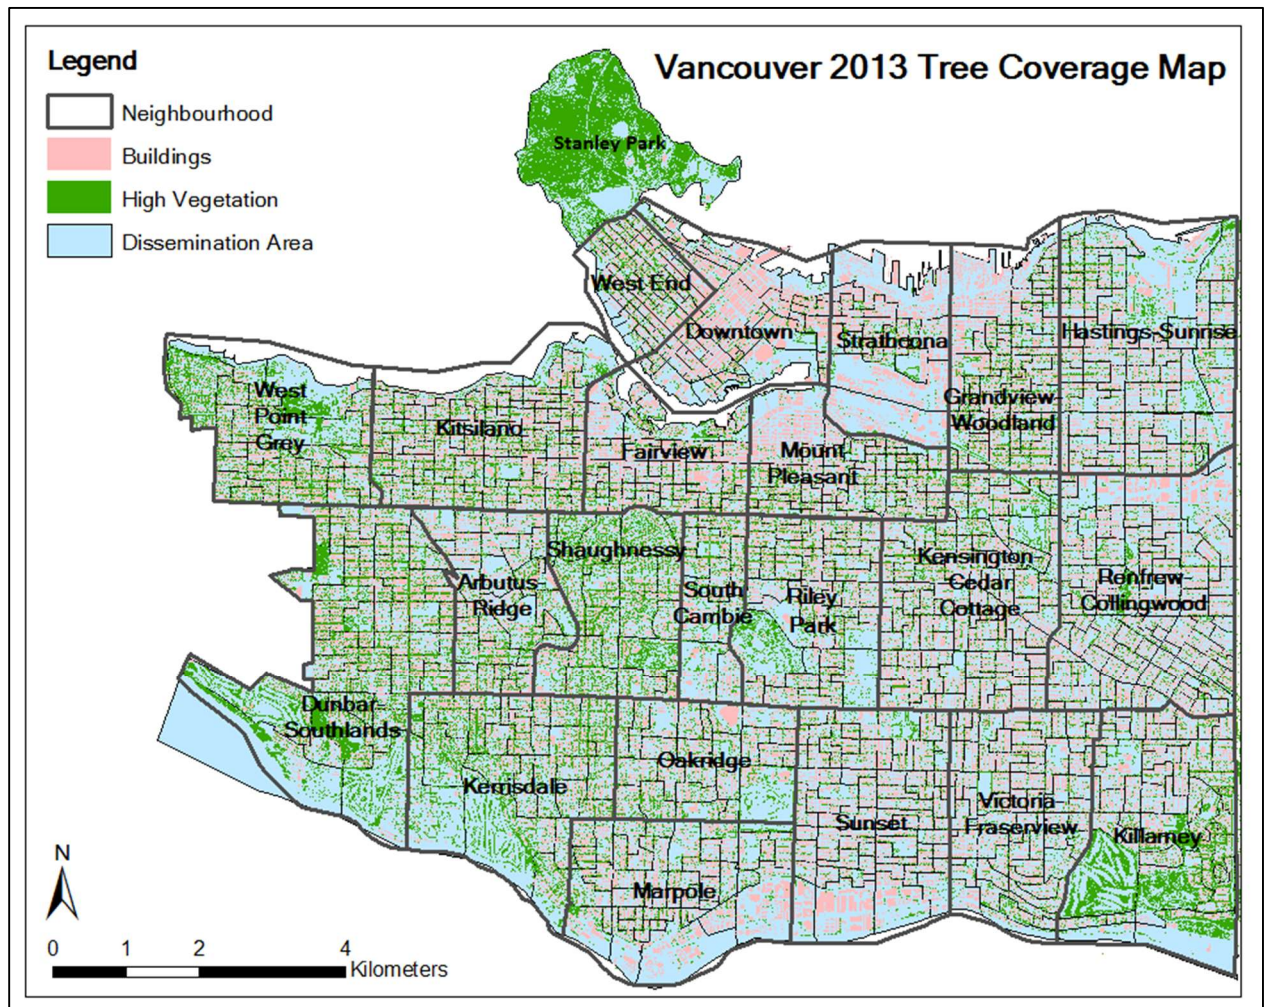 Legend
Vancouver 2013 Tree Coverage Map
Neighbourhood
Buildings
High Vegetation
Dissemination Area
Stanley Park
West End
Downtown
Strathcona
Hastings-Sunrise
West
Point
Grey
Kitsilano
Grandview-
Woodland
Fairview
Mount
Pleasant
Shaughnessy
Arbutus-
Ridge
South
Cambie
Riley
Park
Kensington-
Cedar
Cottage
Renfrew-
Collingwood
Dunbar-
Southlands
Kerrisdale
Oakridge
Sunset
Victoria-
Fraserview
Killarney
Marpole
N
0 1 2 4
Kilometers